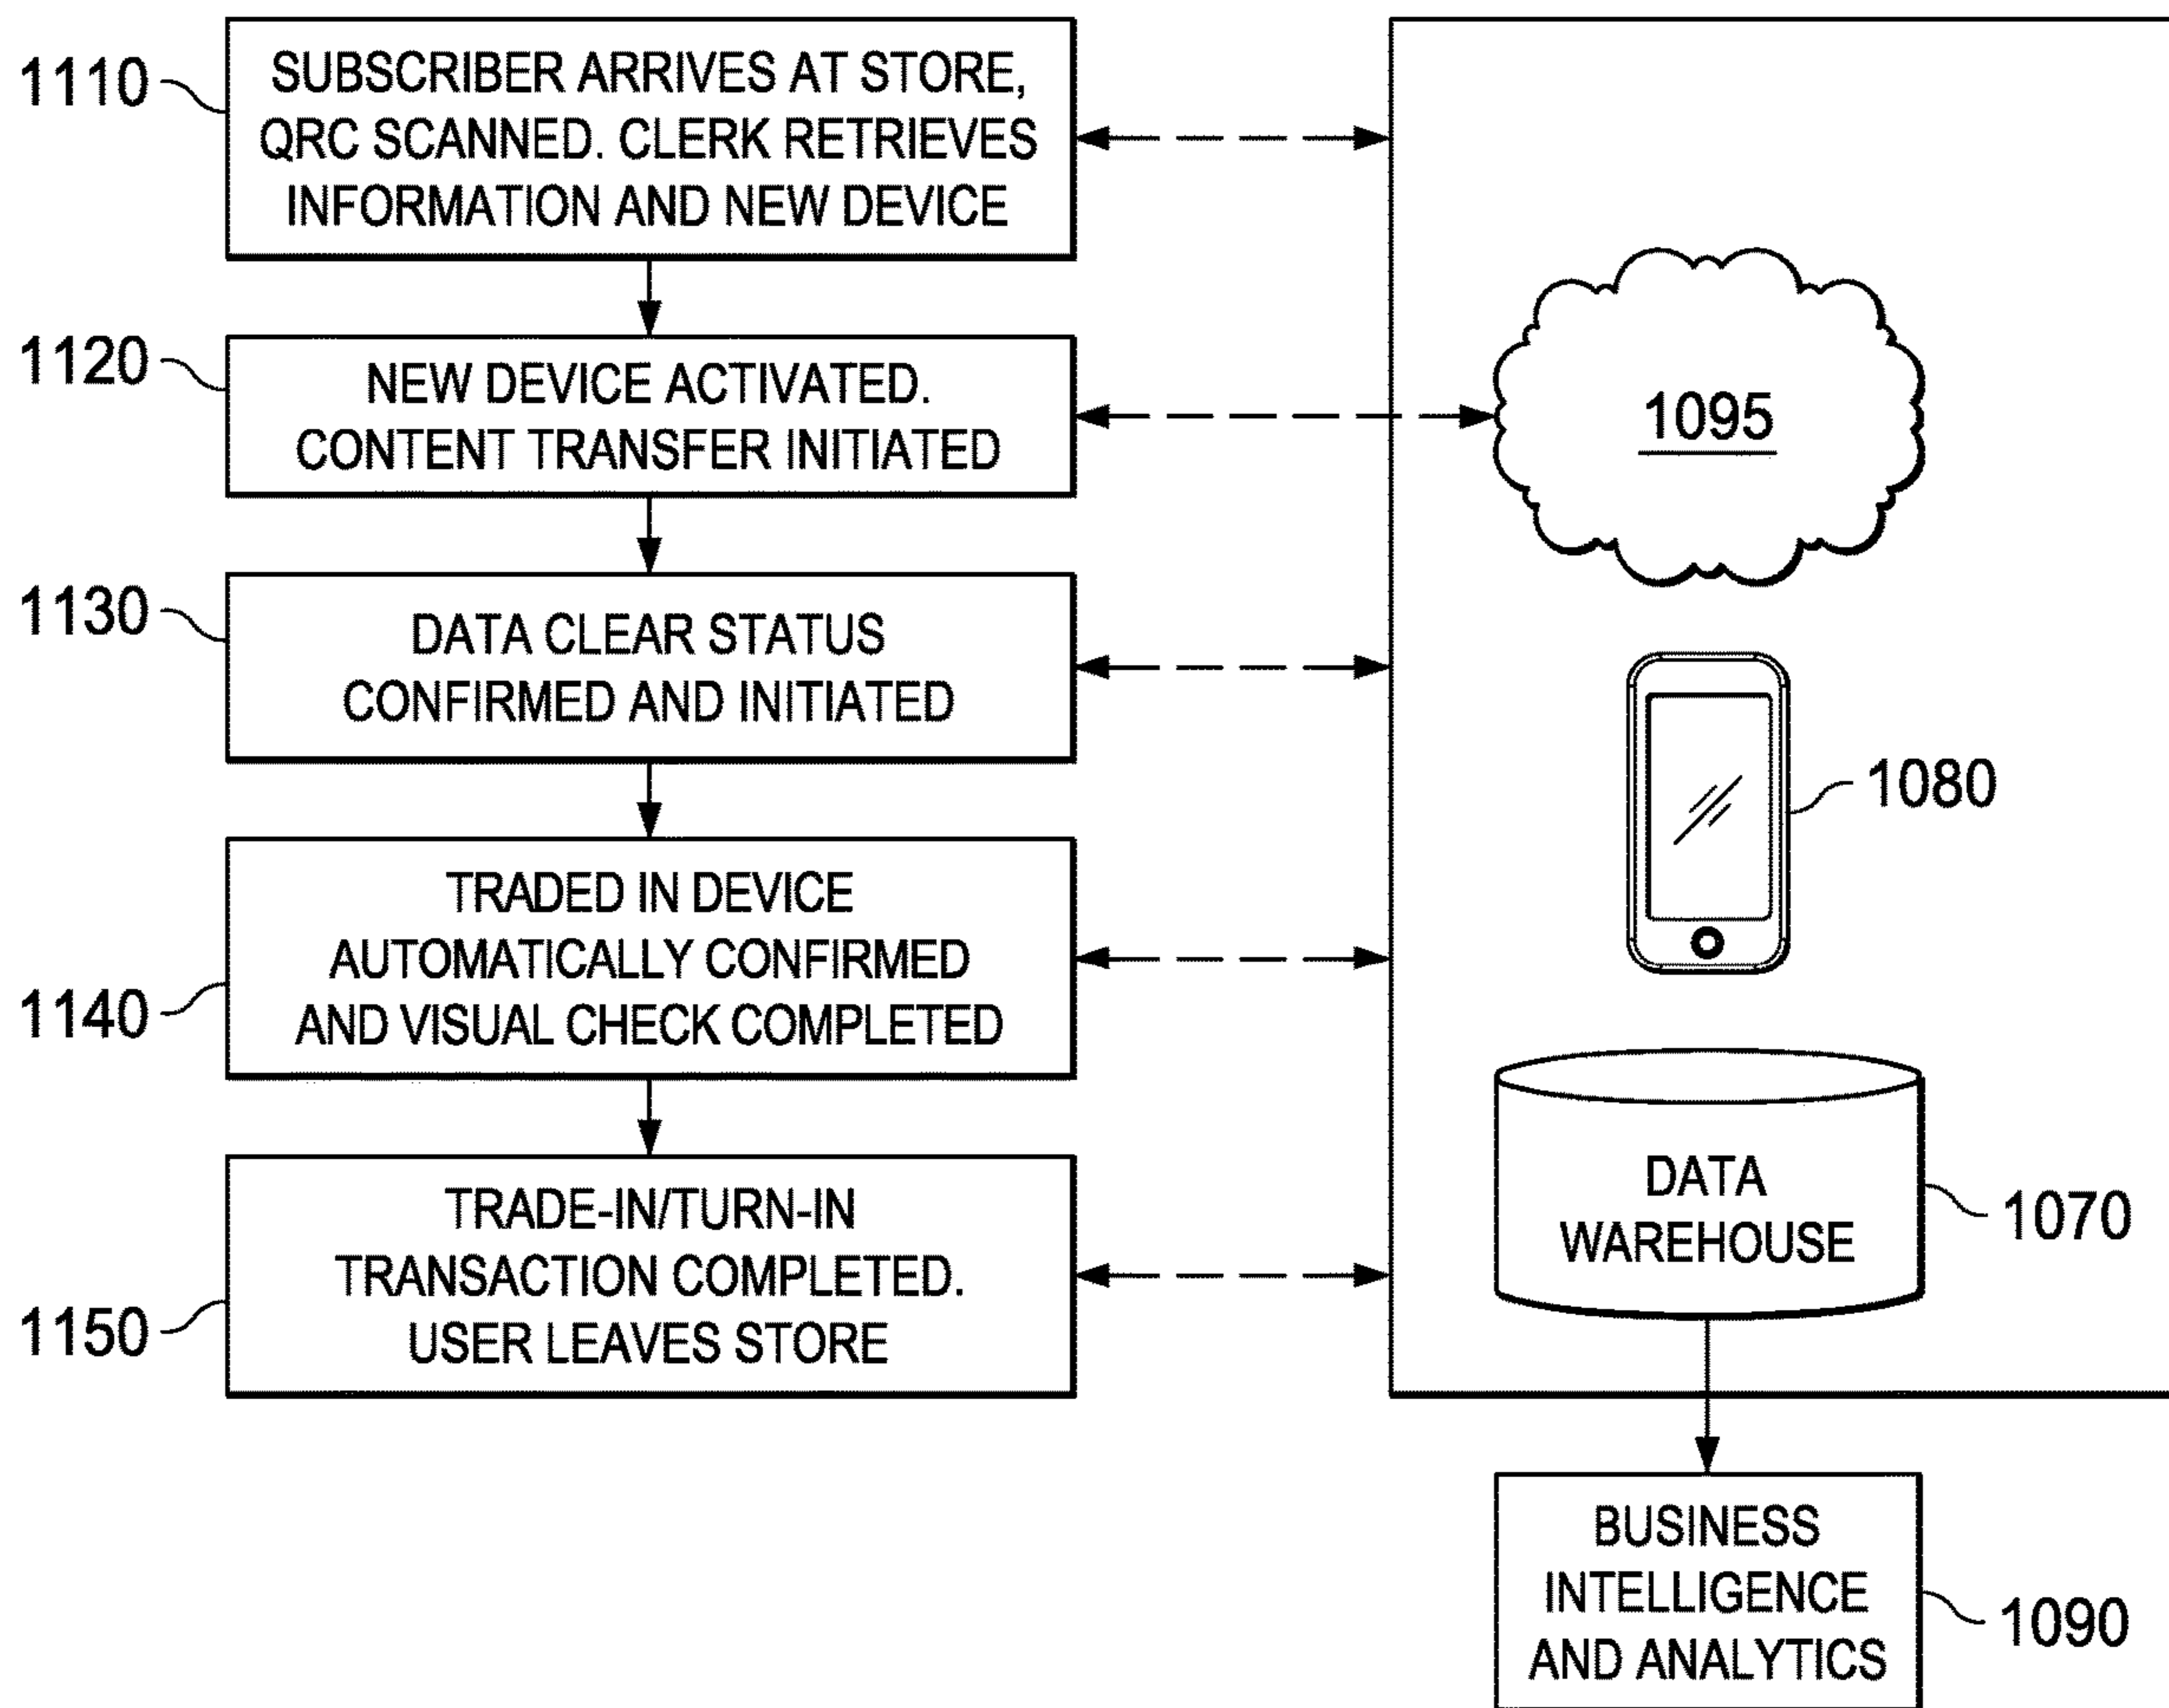 1110
SUBSCRIBER ARRIVES AT STORE,
QRC SCANNED. CLERK RETRIEVES
INFORMATION AND NEW DEVICE
1120
NEW DEVICE ACTIVATED.
CONTENT TRANSFER INITIATED
1130
DATA CLEAR STATUS
CONFIRMED AND INITIATED
1140
TRADED IN DEVICE
AUTOMATICALLY CONFIRMED
AND VISUAL CHECK COMPLETED
1150
TRADE-IN/TURN-IN
TRANSACTION COMPLETED.
USER LEAVES STORE
1095
1080
DATA
WAREHOUSE
1070
BUSINESS
INTELLIGENCE
AND ANALYTICS
1090